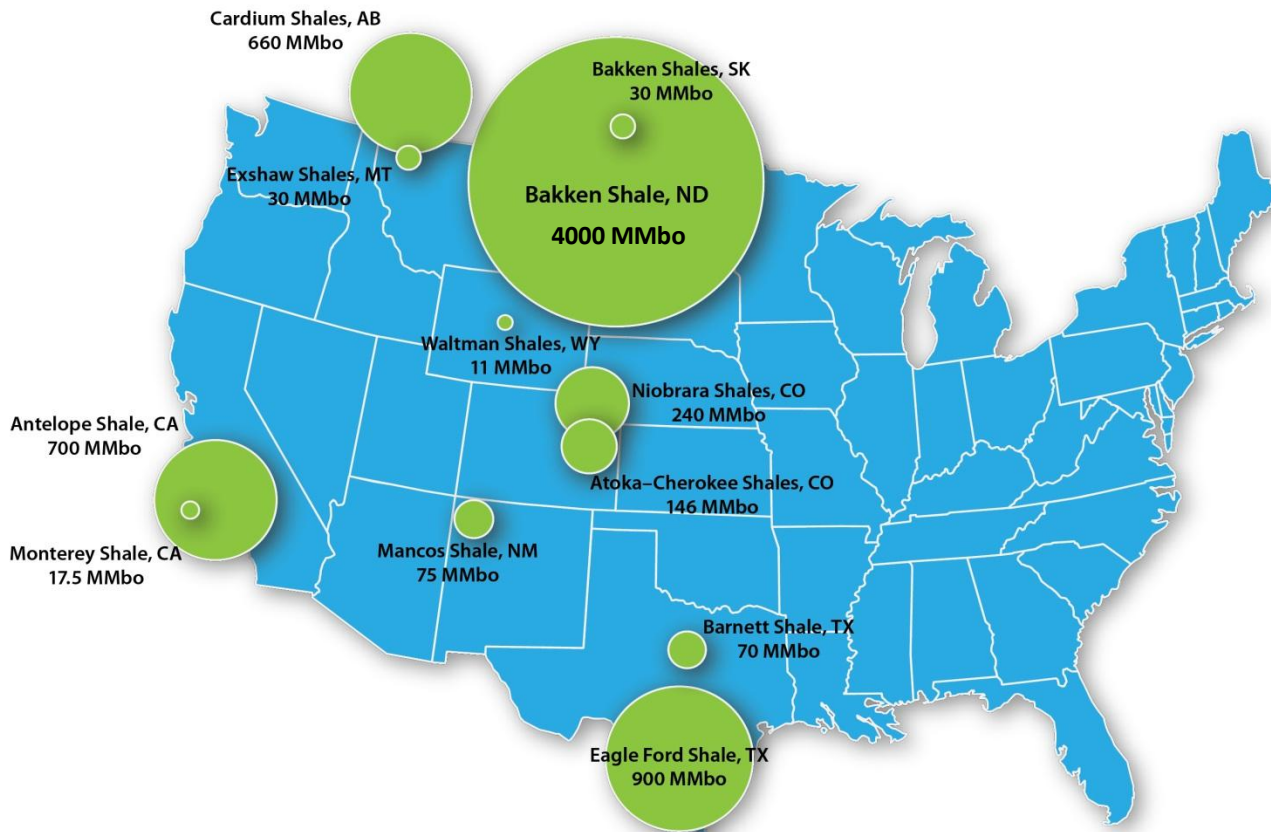 Cardium Shales, AB
660 MMbo
Bakken Shales, SK
30 MMbo
Exshaw Shales, MT
30 MMbo
Bakken Shale, ND
4000 MMbo
Waltman Shales, WY
11 MMbo
Niobrara Shales, CO
240 MMbo
Antelope Shale, CA
700 MMbo
Atoka–Cherokee Shales, CO
146 MMbo
Monterey Shale, CA
17.5 MMbo
Mancos Shale, NM
75 MMbo
Barnett Shale, TX
70 MMbo
Eagle Ford Shale, TX
900 MMbo